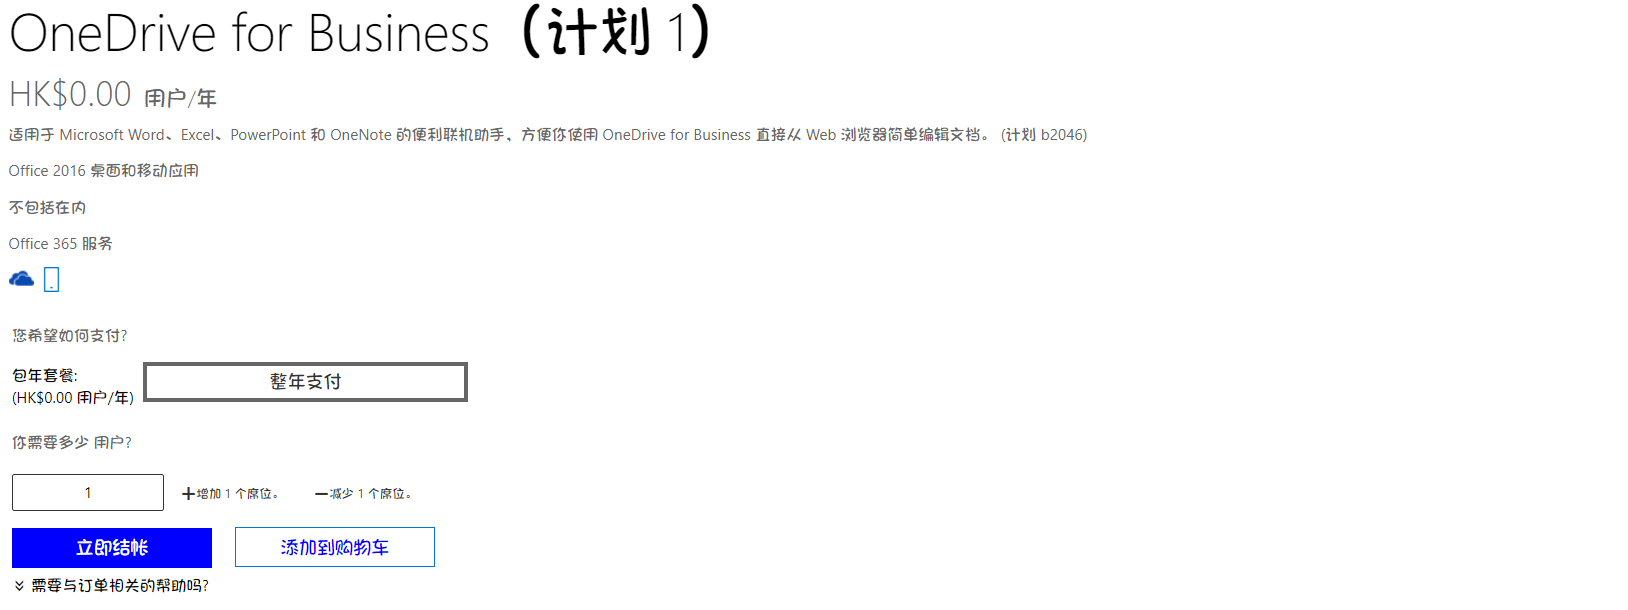 OneDrive for Business（计划 1）
HK$0.00 用户/年
适用于 Microsoft Word、Excel、PowerPoint 和 OneNote 的便利联机助手，方便你使用 OneDrive for Business 直接从 Web 浏览器简单编辑文档。 (计划 b2046)
Office 2016 桌面和移动应用
不包括在内
Office 365 服务
您希望如何支付?
包年套餐:
(HK$0.00 用户/年)
整年支付
你需要多少 用户?
1
增加 1 个席位。 减少 1 个席位。
立即结帐 添加到购物车
需要与订单相关的帮助吗?